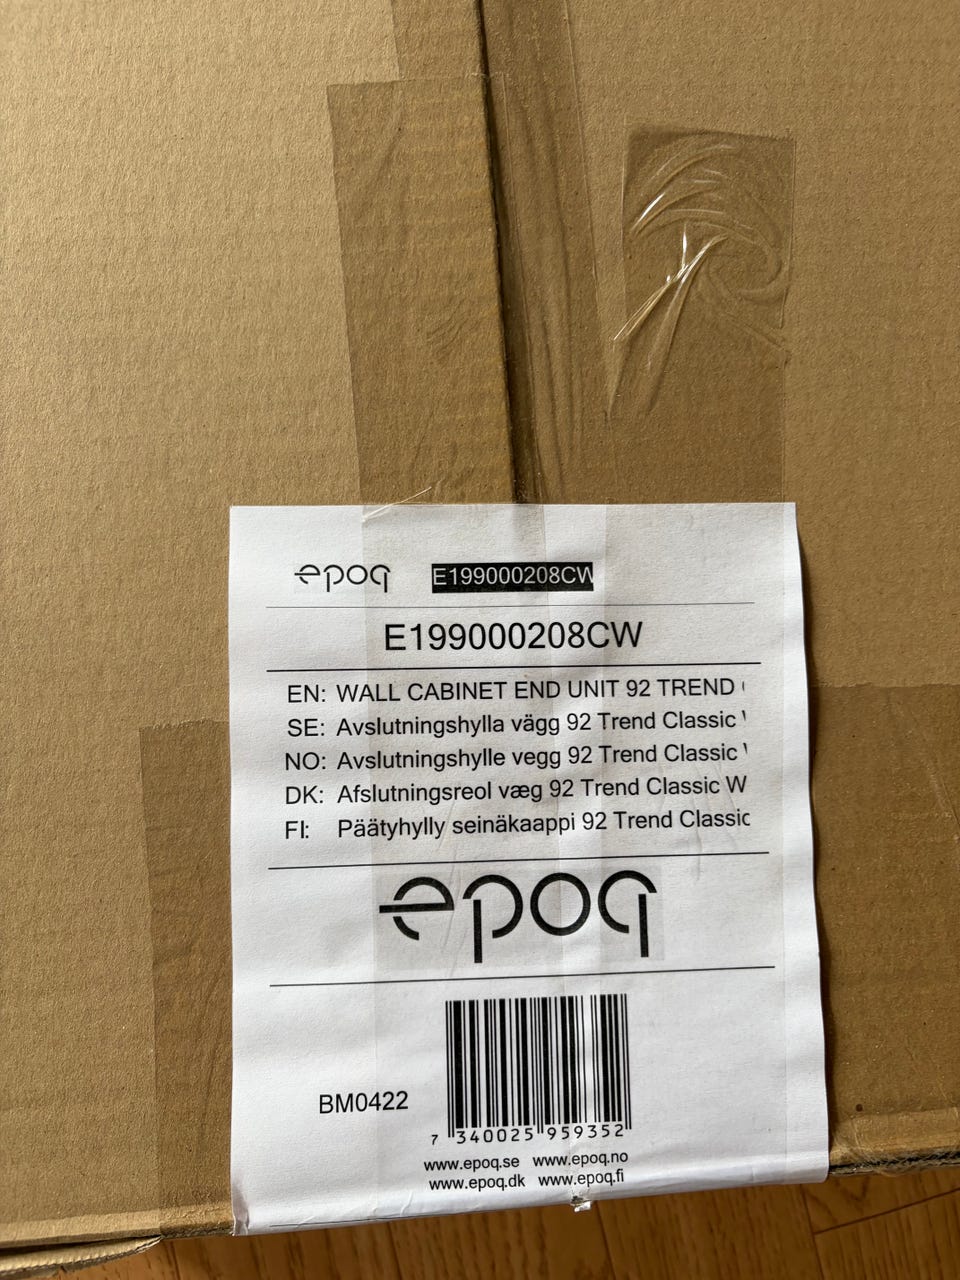 epoq E199000208CW
E199000208CW
EN: WALL CABINET END UNIT 92 TREND
SE: Avslutningshylla vägg 92 Trend Classic
NO: Avslutningshylle vegg 92 Trend Classic
DK: Afslutningsreol væg 92 Trend Classic W
FI: Päätyhylly seinäkaappi 92 Trend Classic
epoq
BM0422
7 340025 959352
www.epoq.se www.epoq.no
www.epoq.dk www.epoq.fi